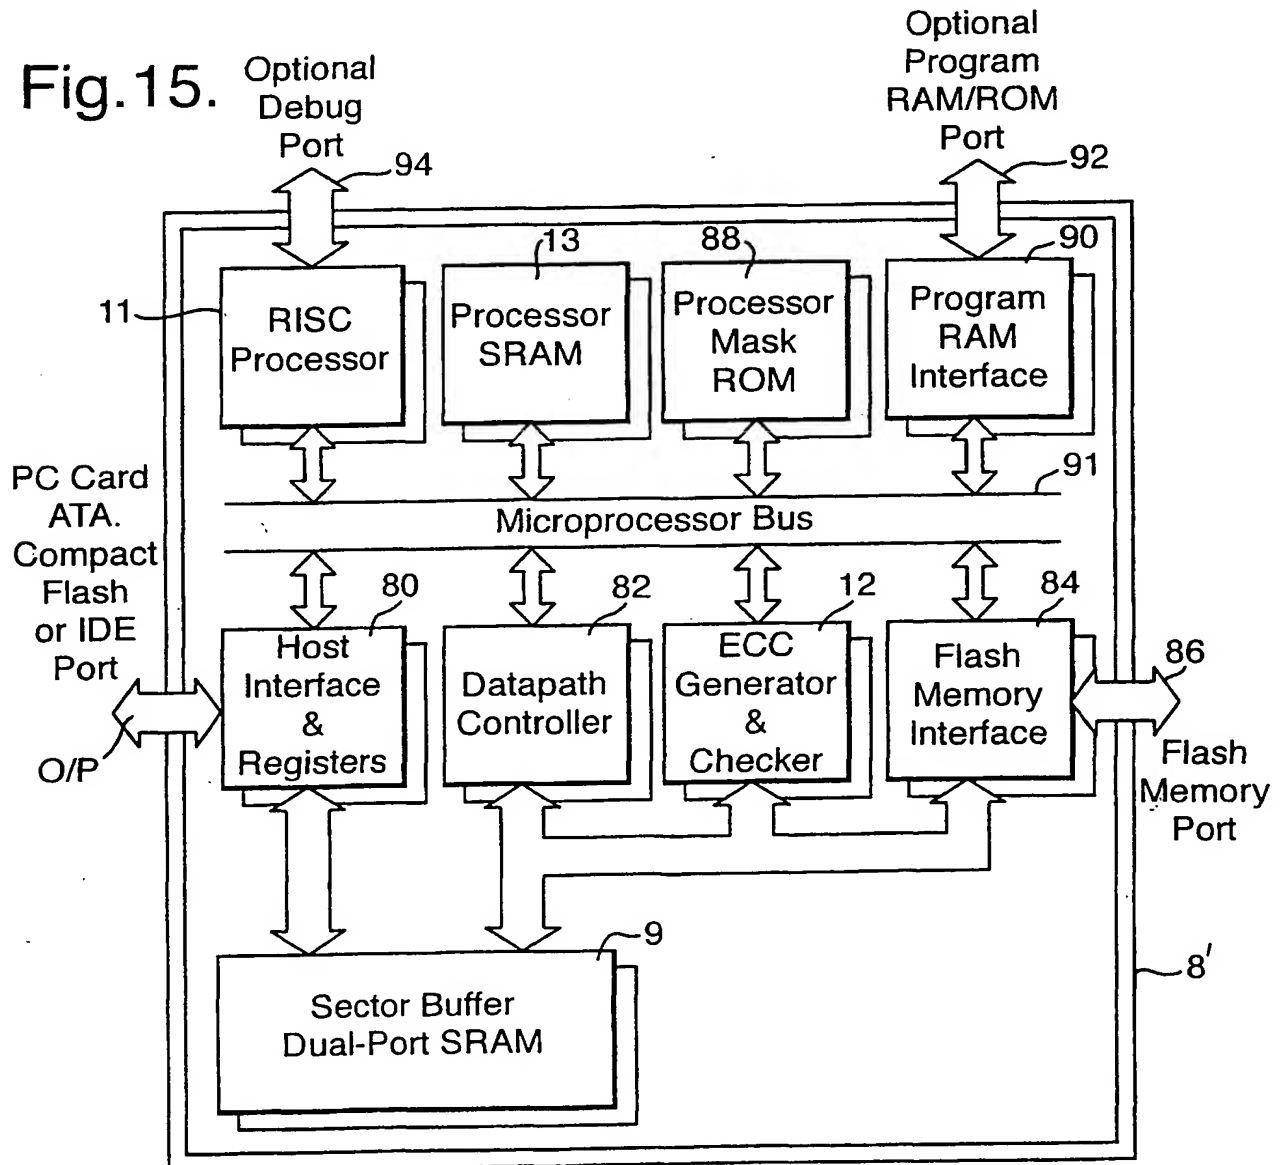 Fig.15.
Optional
Debug
Port
94
Optional
Program
RAM/ROM
Port
92
11
RISC
Processor
13
Processor
SRAM
88
Processor
Mask
ROM
90
Program
RAM
Interface
91
Microprocessor Bus
PC Card
ATA.
Compact
Flash
or IDE
Port
O/P
80
Host
Interface
&
Registers
82
Datapath
Controller
12
ECC
Generator
&
Checker
84
Flash
Memory
Interface
86
Flash
Memory
Port
9
Sector Buffer
Dual-Port SRAM
8'